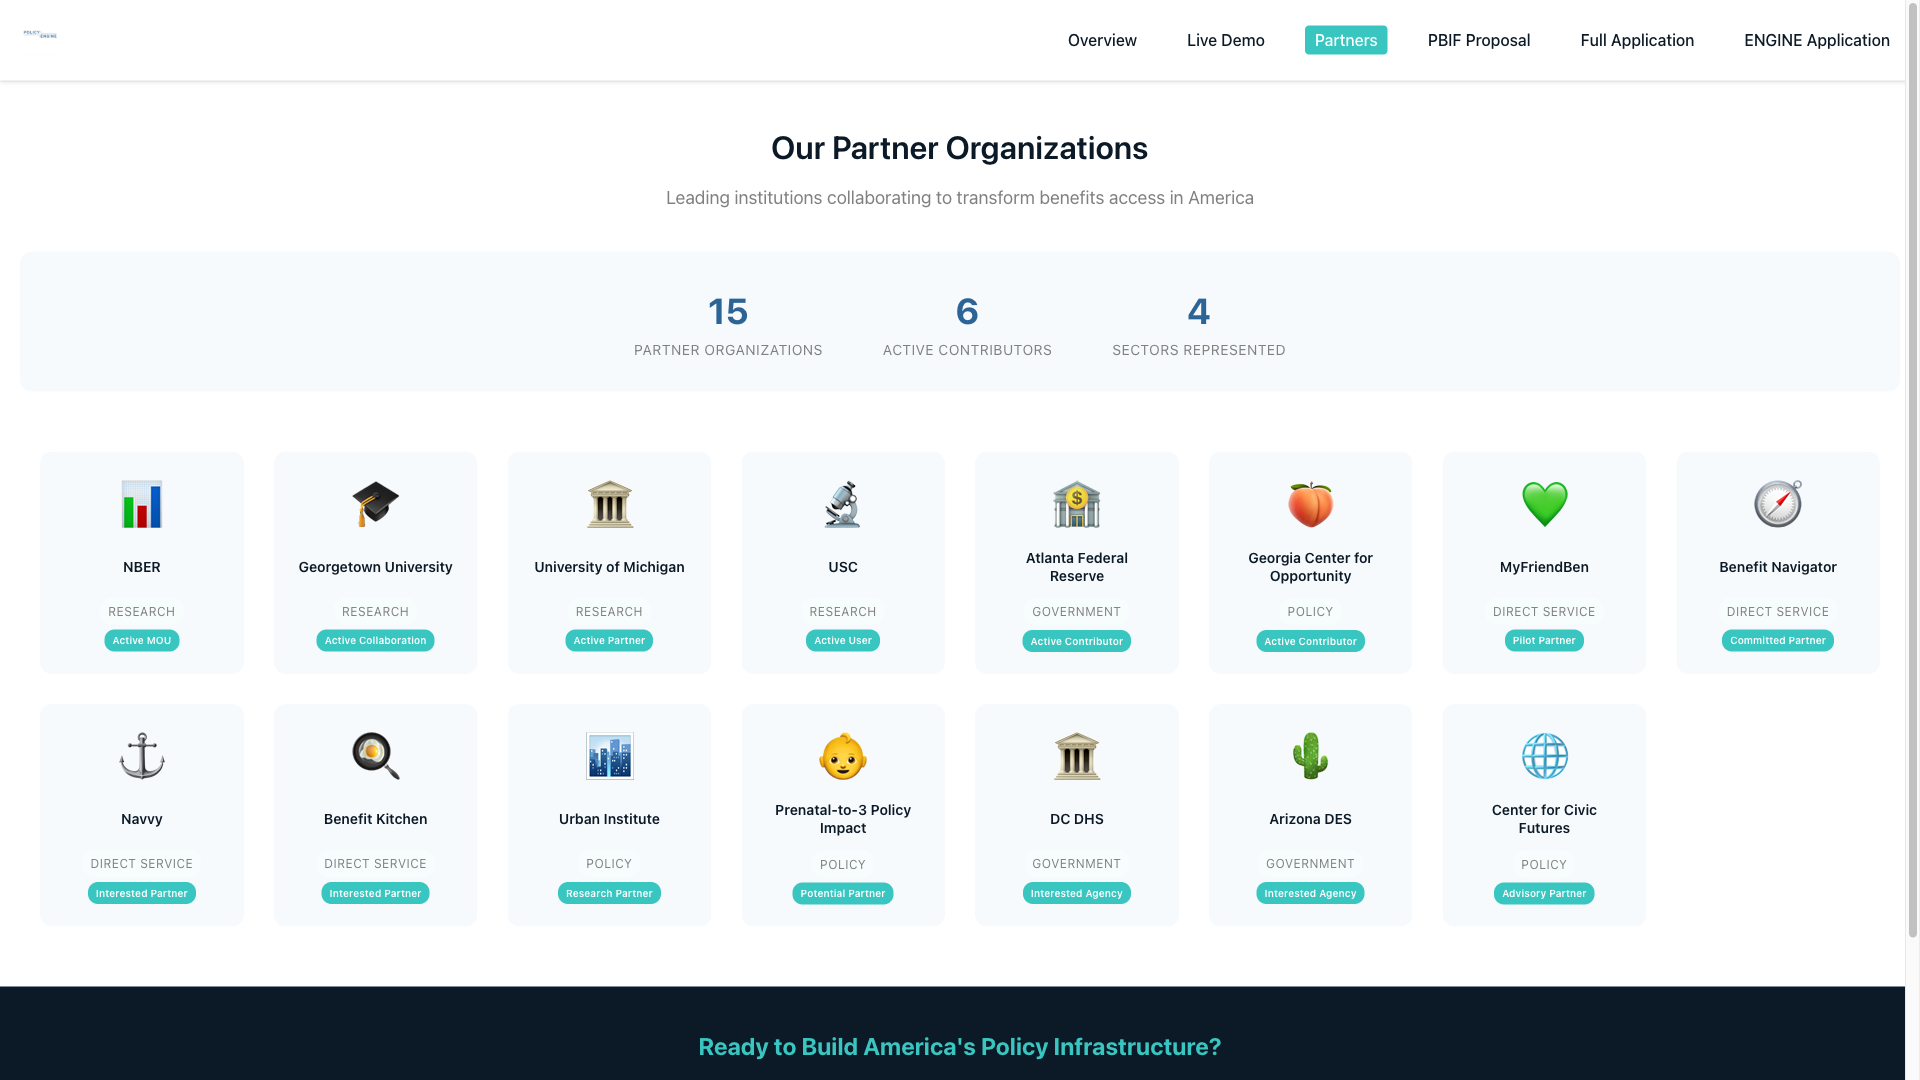 POLICY
ENGINE
Overview
Live Demo
Partners
PBIF Proposal
Full Application
ENGINE Application
Our Partner Organizations
Leading institutions collaborating to transform benefits access in America
15
PARTNER ORGANIZATIONS
6
ACTIVE CONTRIBUTORS
4
SECTORS REPRESENTED
NBER
RESEARCH
Active MOU
Georgetown University
RESEARCH
Active Collaboration
University of Michigan
RESEARCH
Active Partner
USC
RESEARCH
Active User
Atlanta Federal
Reserve
GOVERNMENT
Active Contributor
Georgia Center for
Opportunity
POLICY
Active Contributor
MyFriendBen
DIRECT SERVICE
Pilot Partner
Benefit Navigator
DIRECT SERVICE
Committed Partner
Navvy
DIRECT SERVICE
Interested Partner
Benefit Kitchen
DIRECT SERVICE
Interested Partner
Urban Institute
POLICY
Research Partner
Prenatal-to-3 Policy
Impact
POLICY
Potential Partner
DC DHS
GOVERNMENT
Interested Agency
Arizona DES
GOVERNMENT
Interested Agency
Center for Civic
Futures
POLICY
Advisory Partner
Ready to Build America's Policy Infrastructure?